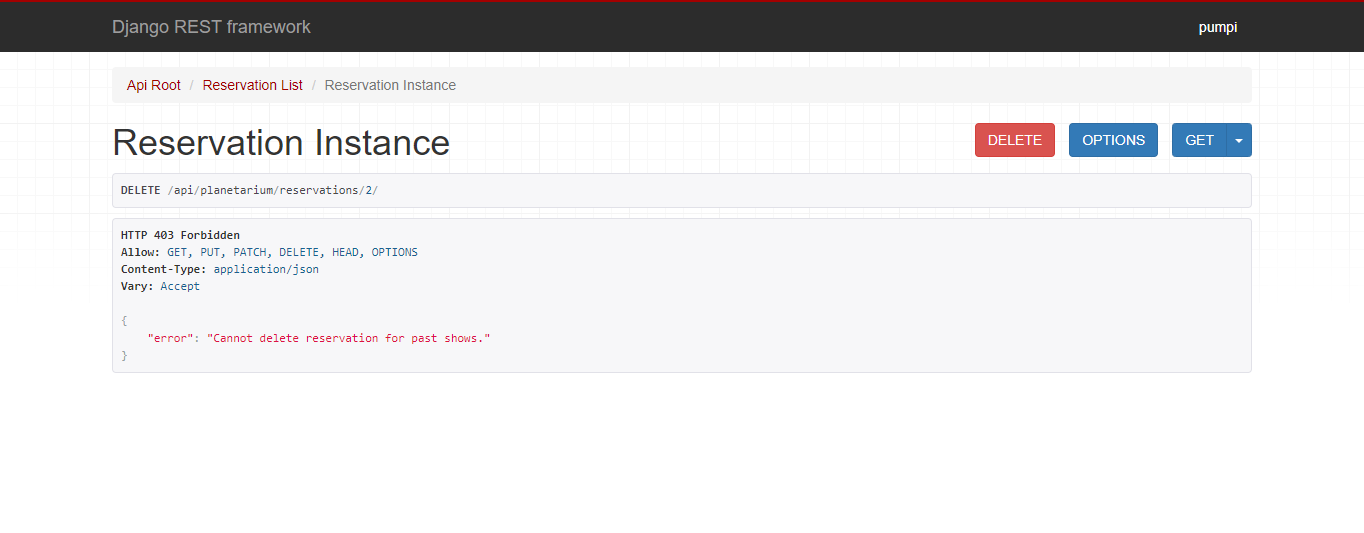 Django REST framework
pumpi
Api Root / Reservation List / Reservation Instance
Reservation Instance
DELETE
OPTIONS
GET
DELETE /api/planetarium/reservations/2/
HTTP 403 Forbidden
Allow: GET, PUT, PATCH, DELETE, HEAD, OPTIONS
Content-Type: application/json
Vary: Accept
{
    "error": "Cannot delete reservation for past shows."
}